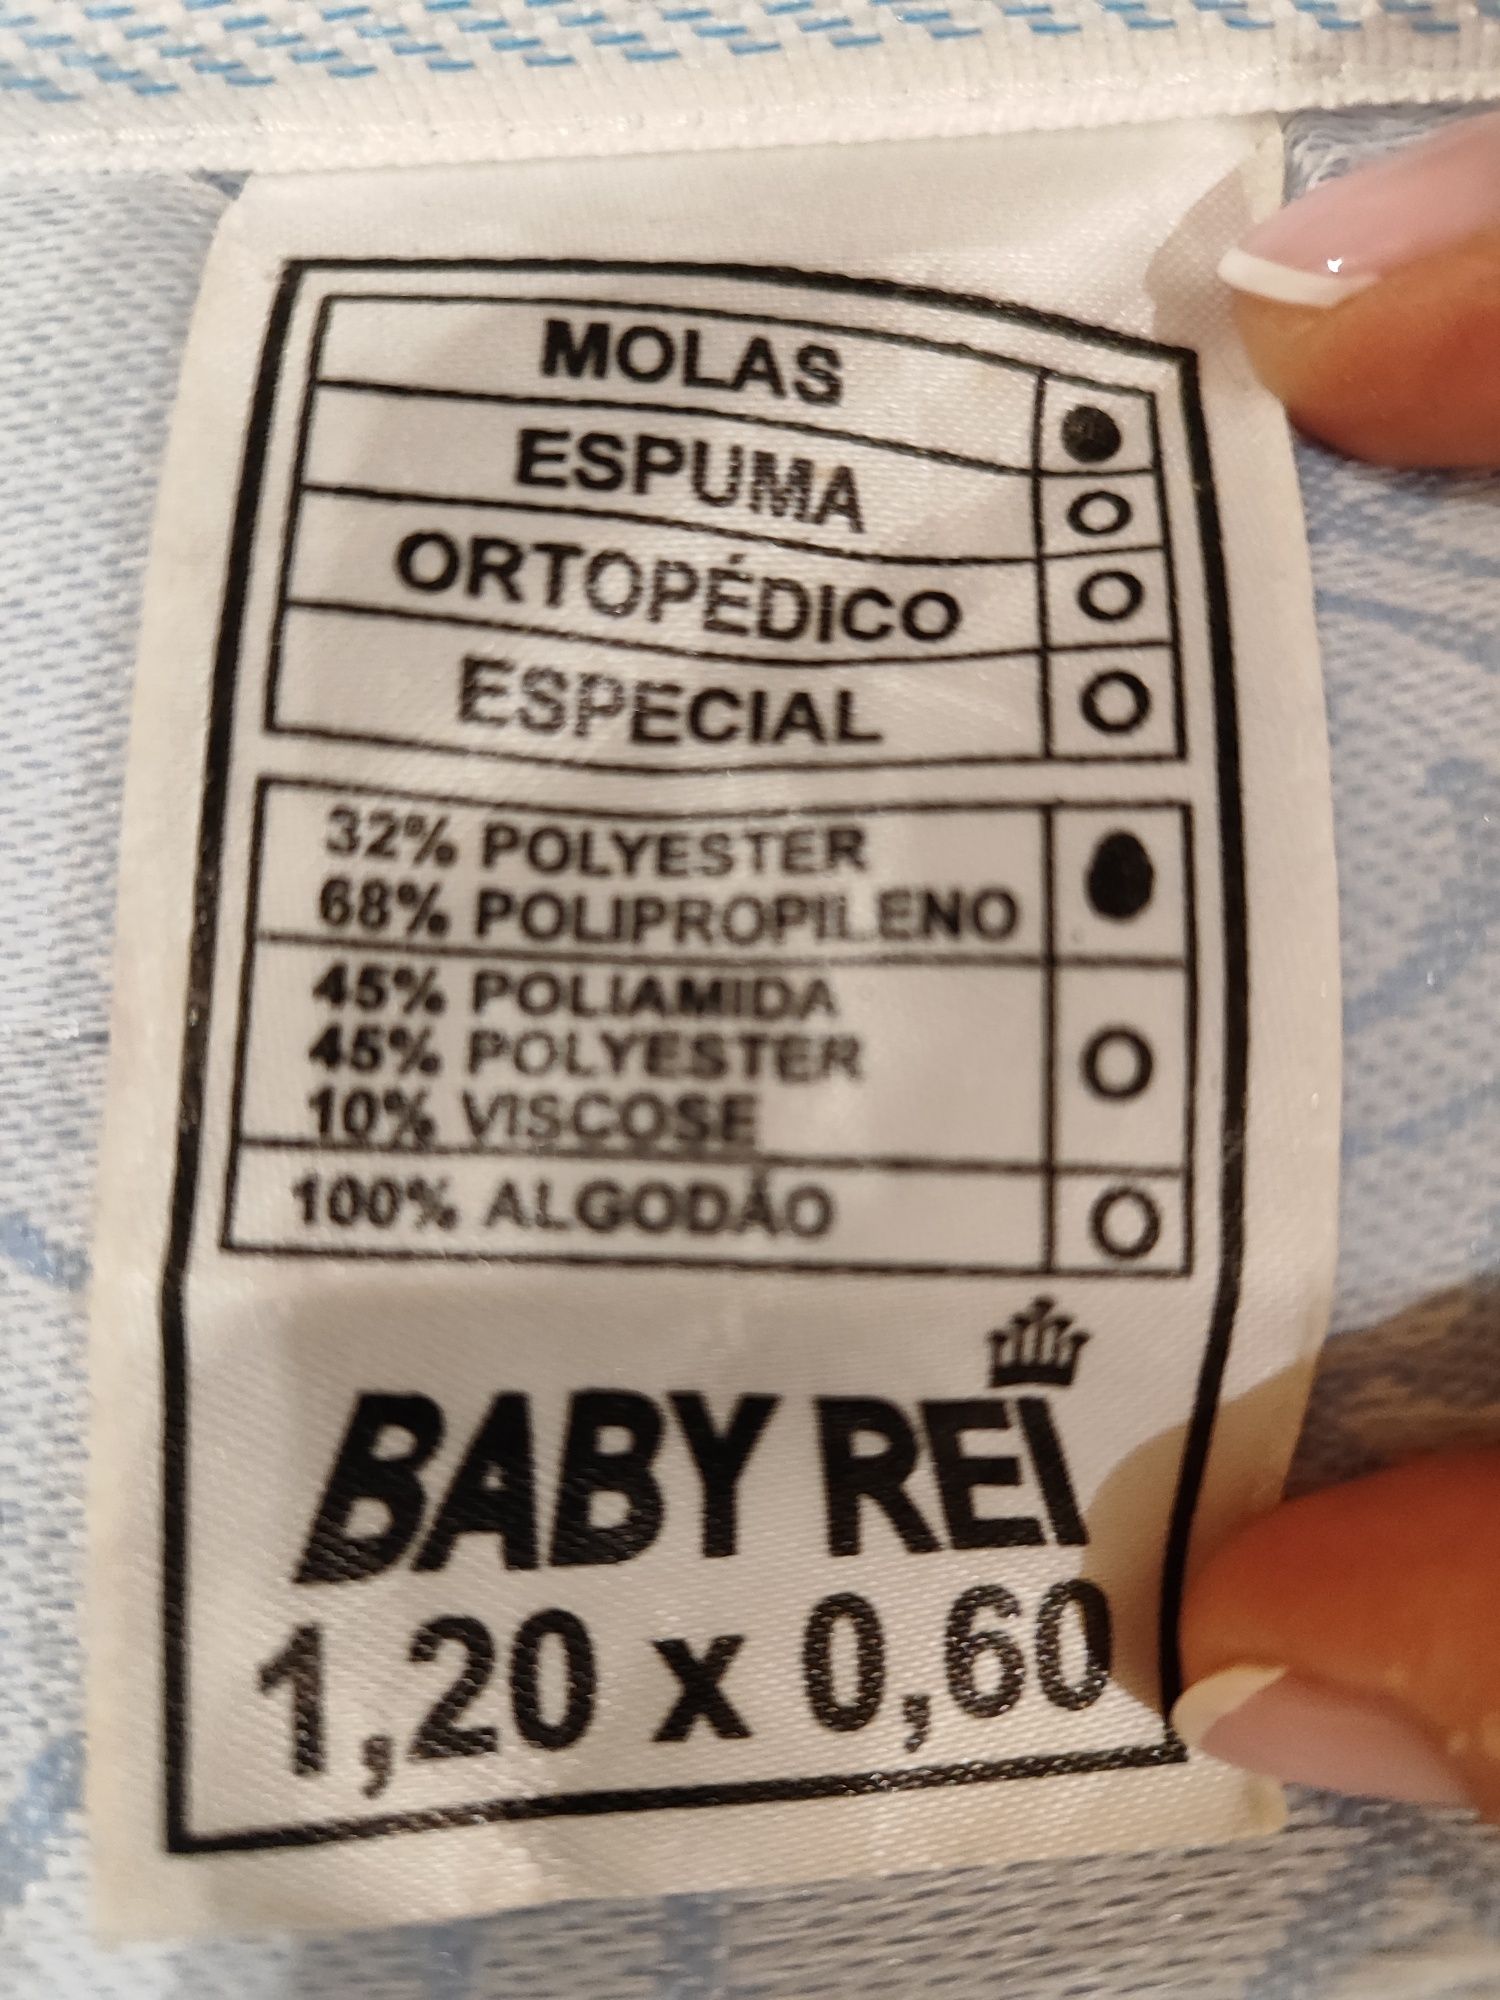 MOLAS
ESPUMA
ORTOPÉDICO
ESPECIAL
32% POLYESTER
68% POLIPROPILENO
45% POLIAMIDA
45% POLYESTER
10% VISCOSE
100% ALGODÃO
BABY REI
1,20 x 0,60